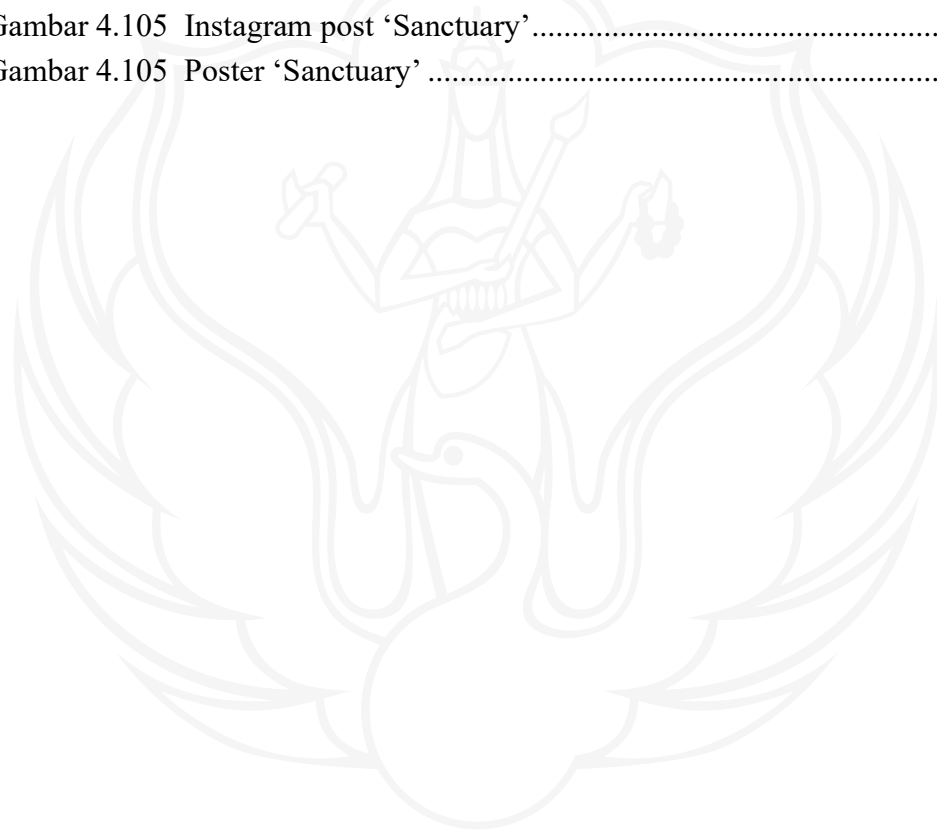 Gambar 4.105 Instagram post ‘Sanctuary’............................................
Gambar 4.105 Poster ‘Sanctuary’ .......................................................